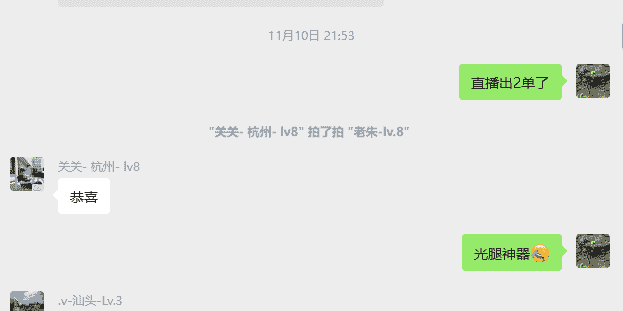 11月10日 21:53
直播出2单了
"关关- 杭州- lv8" 拍了拍 "老朱-lv.8"
关关- 杭州- lv8
恭喜
光腿神器
.v-汕头-Lv.3